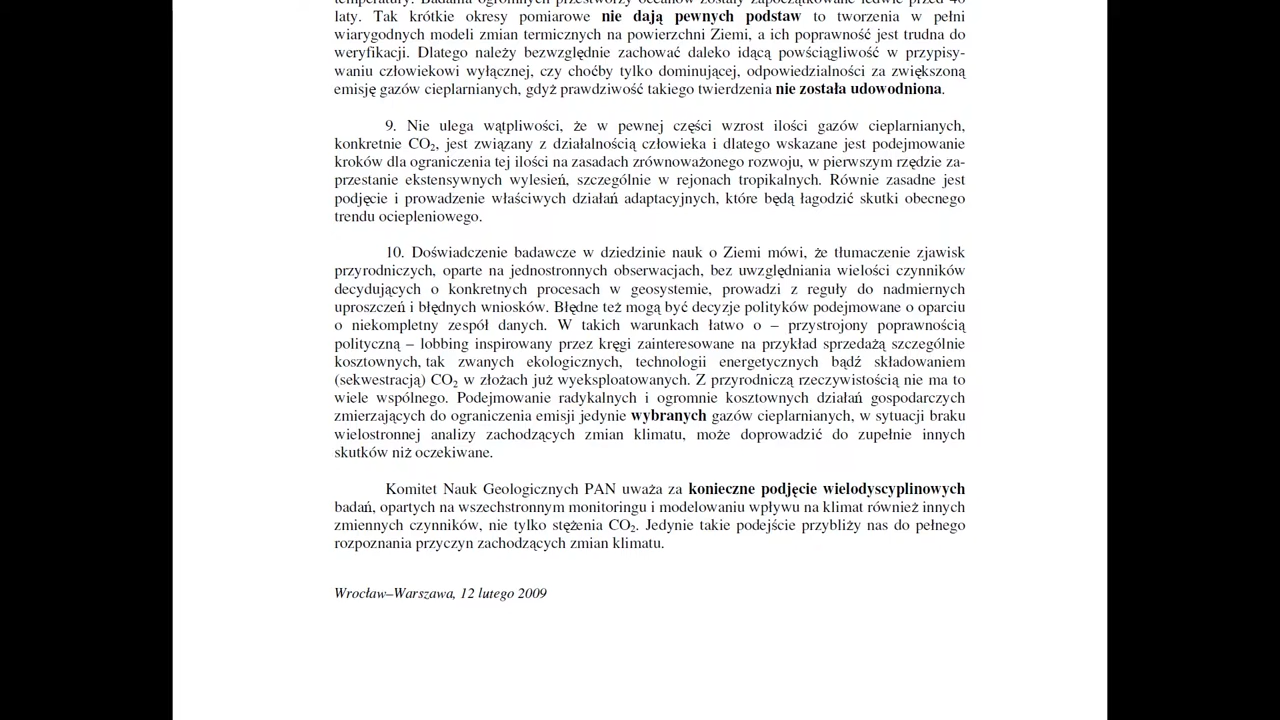 temperatury. Badania ogromnych przestworzy oceanów zostały zapoczątkowane ledwie przed 40
laty. Tak krótkie okresy pomiarowe nie dają pewnych podstaw to tworzenia w pełni
wiarygodnych modeli zmian termicznych na powierzchni Ziemi, a ich poprawność jest trudna do
weryfikacji. Dlatego należy bezwzględnie zachować daleko idącą powściągliwość w przypisy-
waniu człowiekowi wyłącznej, czy choćby tylko dominującej, odpowiedzialności za zwiększoną
emisję gazów cieplarnianych, gdyż prawdziwość takiego twierdzenia nie została udowodniona.
9. Nie ulega wątpliwości, że w pewnej części wzrost ilości gazów cieplarnianych,
konkretnie CO₂, jest związany z działalnością człowieka i dlatego wskazane jest podejmowanie
kroków dla ograniczenia tej ilości na zasadach zrównoważonego rozwoju, w pierwszym rzędzie za-
przestanie ekstensywnych wylesień, szczególnie w rejonach tropikalnych. Równie zasadne jest
podjęcie i prowadzenie właściwych działań adaptacyjnych, które będą łagodzić skutki obecnego
trendu ociepleniowego.
10. Doświadczenie badawcze w dziedzinie nauk o Ziemi mówi, że tłumaczenie zjawisk
przyrodniczych, oparte na jednostronnych obserwacjach, bez uwzględniania wielości czynników
decydujących o konkretnych procesach w geosystemie, prowadzi z reguły do nadmiernych
uproszczeń i błędnych wniosków. Błędne też mogą być decyzje polityków podejmowane o oparciu
o niekompletny zespół danych. W takich warunkach łatwo o – przystrojony poprawnością
polityczną – lobbing inspirowany przez kręgi zainteresowane na przykład sprzedażą szczególnie
kosztownych, tak zwanych ekologicznych, technologii energetycznych bądź składowaniem
(sekwestracją) CO₂ w złożach już wyeksploatowanych. Z przyrodniczą rzeczywistością nie ma to
wiele wspólnego. Podejmowanie radykalnych i ogromnie kosztownych działań gospodarczych
zmierzających do ograniczenia emisji jedynie wybranych gazów cieplarnianych, w sytuacji braku
wielostronnej analizy zachodzących zmian klimatu, może doprowadzić do zupełnie innych
skutków niż oczekiwane.
Komitet Nauk Geologicznych PAN uważa za konieczne podjęcie wielodyscyplinowych
badań, opartych na wszechstronnym monitoringu i modelowaniu wpływu na klimat również innych
zmiennych czynników, nie tylko stężenia CO₂. Jedynie takie podejście przybliży nas do pełnego
rozpoznania przyczyn zachodzących zmian klimatu.
Wrocław–Warszawa, 12 lutego 2009